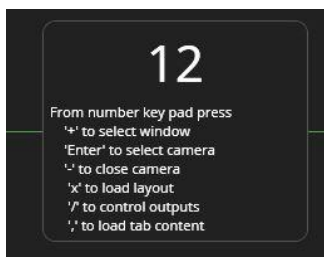 12
From number key pad press
'+' to select window
'Enter' to select camera
'-' to close camera
'x' to load layout
'/' to control outputs
',' to load tab content